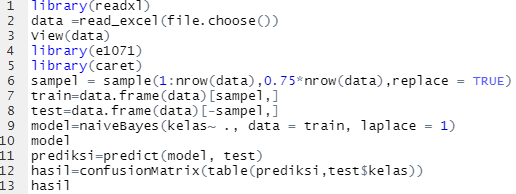 1 library(readxl)
2 data =read_excel(file.choose())
3 View(data)
4 library(e1071)
5 library(caret)
6 sampel = sample(1:nrow(data),0.75*nrow(data),replace = TRUE)
7 train=data.frame(data)[sampel,]
8 test=data.frame(data)[-sampel,]
9 model=naiveBayes(kelas~ ., data = train, laplace = 1)
10 model
11 prediksi=predict(model, test)
12 hasil=confusionMatrix(table(prediksi,test$kelas))
13 hasil